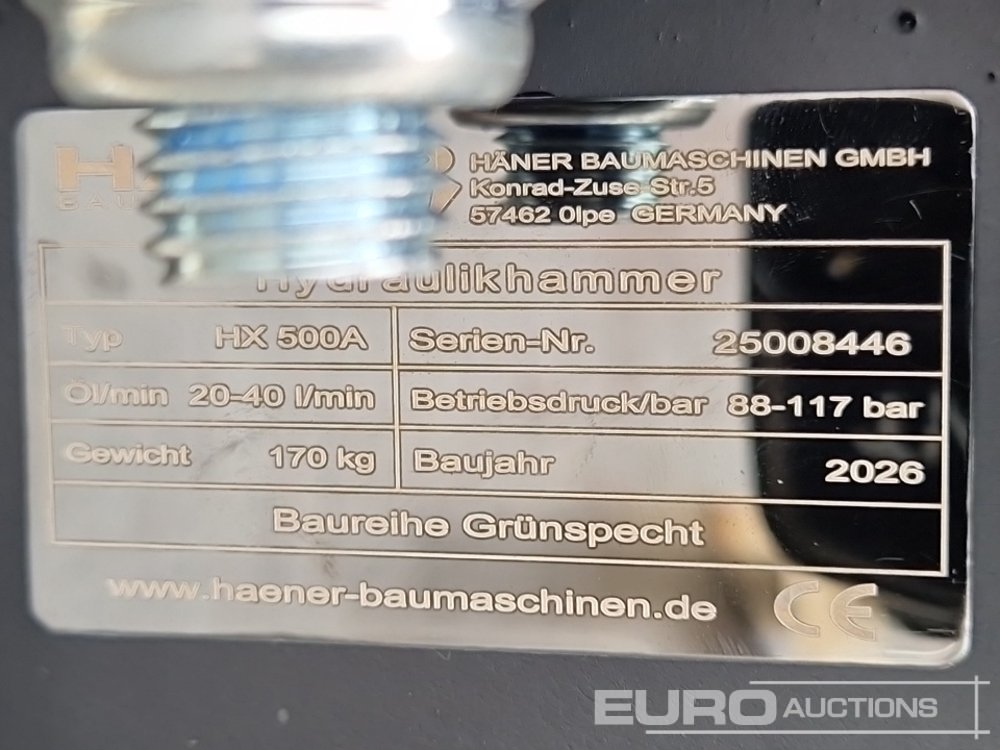 HÄNER BAUMASCHINEN GMBH
Konrad-Zuse-Str.5
57462 Olpe GERMANY
Hydraulikhammer
Typ HX 500A Serien-Nr. 25008446
Öl/min 20-40 l/min Betriebsdruck/bar 88-117 bar
Gewicht 170 kg Baujahr 2026
Baureihe Grünspecht
www.haener-baumaschinen.de
CE
EURO AUCTIONS